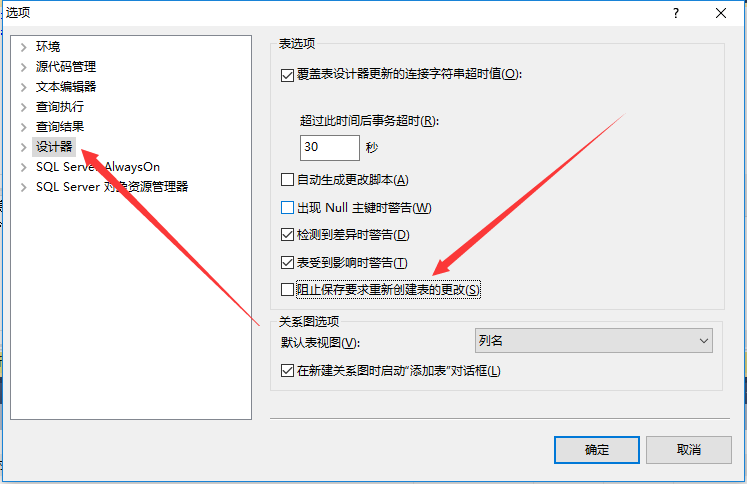 选项
?
环境
源代码管理
文本编辑器
查询执行
查询结果
设计器
SQL Server AlwaysOn
SQL Server 对象资源管理器
表选项
覆盖表设计器更新的连接字符串超时值(O):
超过此时间后事务超时(R):
30 秒
自动生成更改脚本(A)
出现 Null 主键时警告(W)
检测到差异时警告(D)
表受到影响时警告(T)
阻止保存要求重新创建表的更改(S)
关系图选项
默认表视图(V): 列名
在新建关系图时启动“添加表”对话框(L)
确定 取消